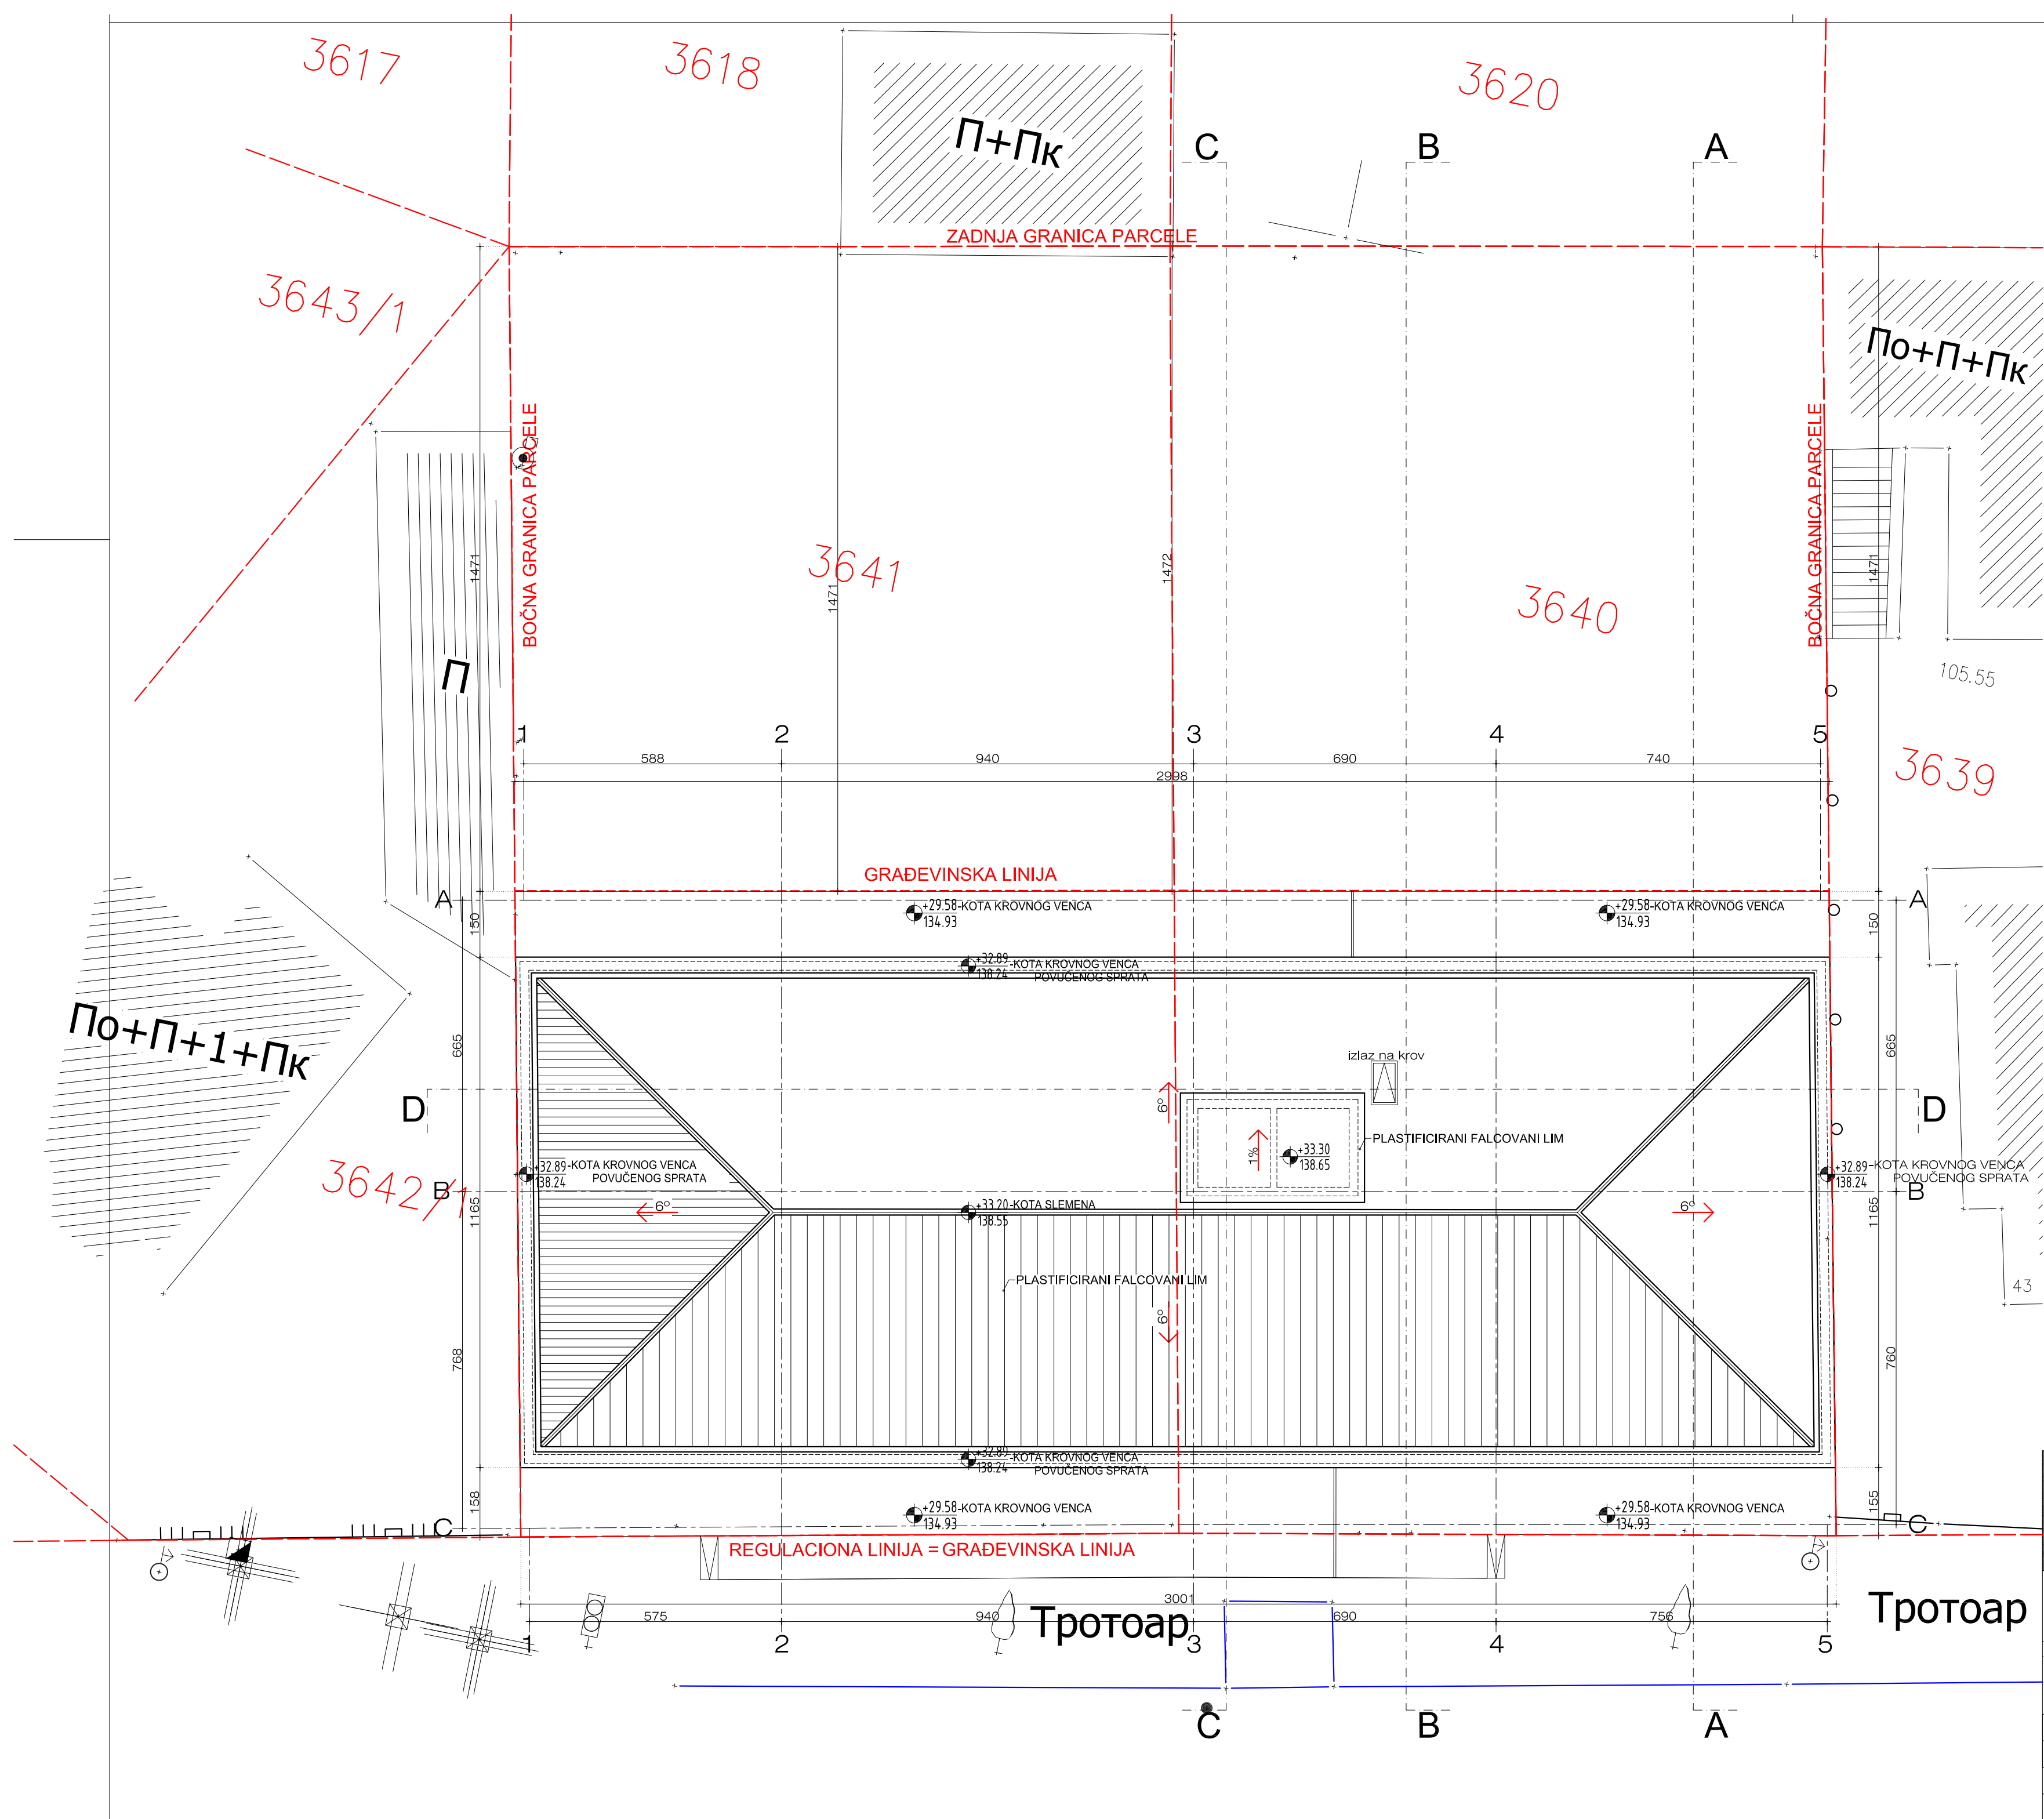 3617
3618
3620
П+Пк
C
B
A
ZADNJA GRANICA PARCELE
3643/1
По+П+Пк
BOČNA GRANICA PARCELE
BOČNA GRANICA PARCELE
1471
1471
1472
1471
3641
3640
П
105.55
1
2
3
4
5
588
940
690
740
2998
3639
GRAĐEVINSKA LINIJA
A
A
150
+29.58-KOTA KROVNOG VENCA
134.93
+29.58-KOTA KROVNOG VENCA
134.93
150
+32.89-KOTA KROVNOG VENCA
138.24 POVUČENOG SPRATA
По+П+1+Пк
665
665
izlaz na krov
D
D
6°
1%
+33.30
138.65
PLASTIFICIRANI FALCOVANI LIM
3642/1
+32.89-KOTA KROVNOG VENCA
138.24 POVUČENOG SPRATA
+32.89-KOTA KROVNOG VENCA
138.24 POVUČENOG SPRATA
B
B
1165
1165
6°
+33.20-KOTA SLEMENA
138.55
6°
PLASTIFICIRANI FALCOVANI LIM
6°
43
768
760
+32.89-KOTA KROVNOG VENCA
138.24 POVUČENOG SPRATA
158
155
+29.58-KOTA KROVNOG VENCA
134.93
+29.58-KOTA KROVNOG VENCA
134.93
C
C
REGULACIONA LINIJA = GRAĐEVINSKA LINIJA
3001
575
940
690
756
Тротоар
Тротоар
1
2
3
4
5
C
B
A